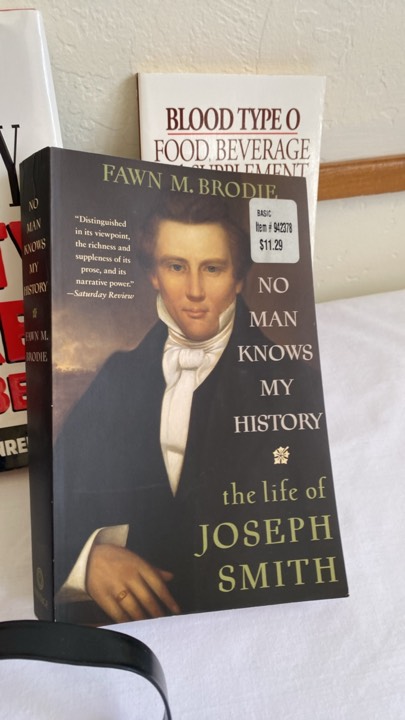 BLOOD TYPE O
FOOD, BEVERAGE
SUPPLEMENT
FAWN M. BRODIE
"Distinguished
in its viewpoint,
the richness and
suppleness of its
prose, and its
narrative power."
—Saturday Review
BASIC
Item # 942378
$11.29
NO
MAN
KNOWS
MY
HISTORY
the life of
JOSEPH
SMITH
NO
MAN
KNOWS
MY
HISTORY
FAWN M.
BRODIE